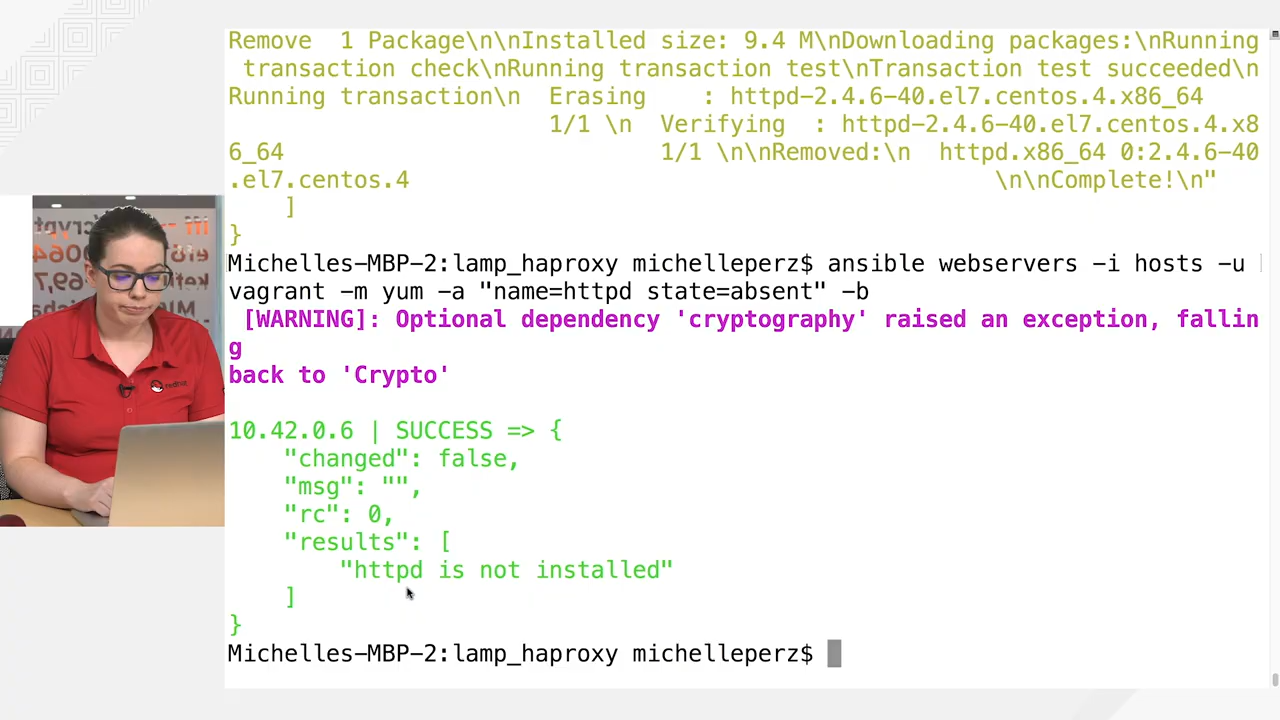 Remove  1 Package\n\nInstalled size: 9.4 M\nDownloading packages:\nRunning
 transaction check\nRunning transaction test\nTransaction test succeeded\n
Running transaction\n  Erasing    : httpd-2.4.6-40.el7.centos.4.x86_64
1/1 \n  Verifying  : httpd-2.4.6-40.el7.centos.4.x8
6_64                           1/1 \n\nRemoved:\n  httpd.x86_64 0:2.4.6-40
.el7.centos.4                                          \n\nComplete!\n"
    ]
}
Michelles-MBP-2:lamp_haproxy michelleperz$ ansible webservers -i hosts -u
vagrant -m yum -a "name=httpd state=absent" -b
 [WARNING]: Optional dependency 'cryptography' raised an exception, fallin
g
back to 'Crypto'
10.42.0.6 | SUCCESS => {
    "changed": false,
    "msg": "",
    "rc": 0,
    "results": [
        "httpd is not installed"
    ]
}
Michelles-MBP-2:lamp_haproxy michelleperz$